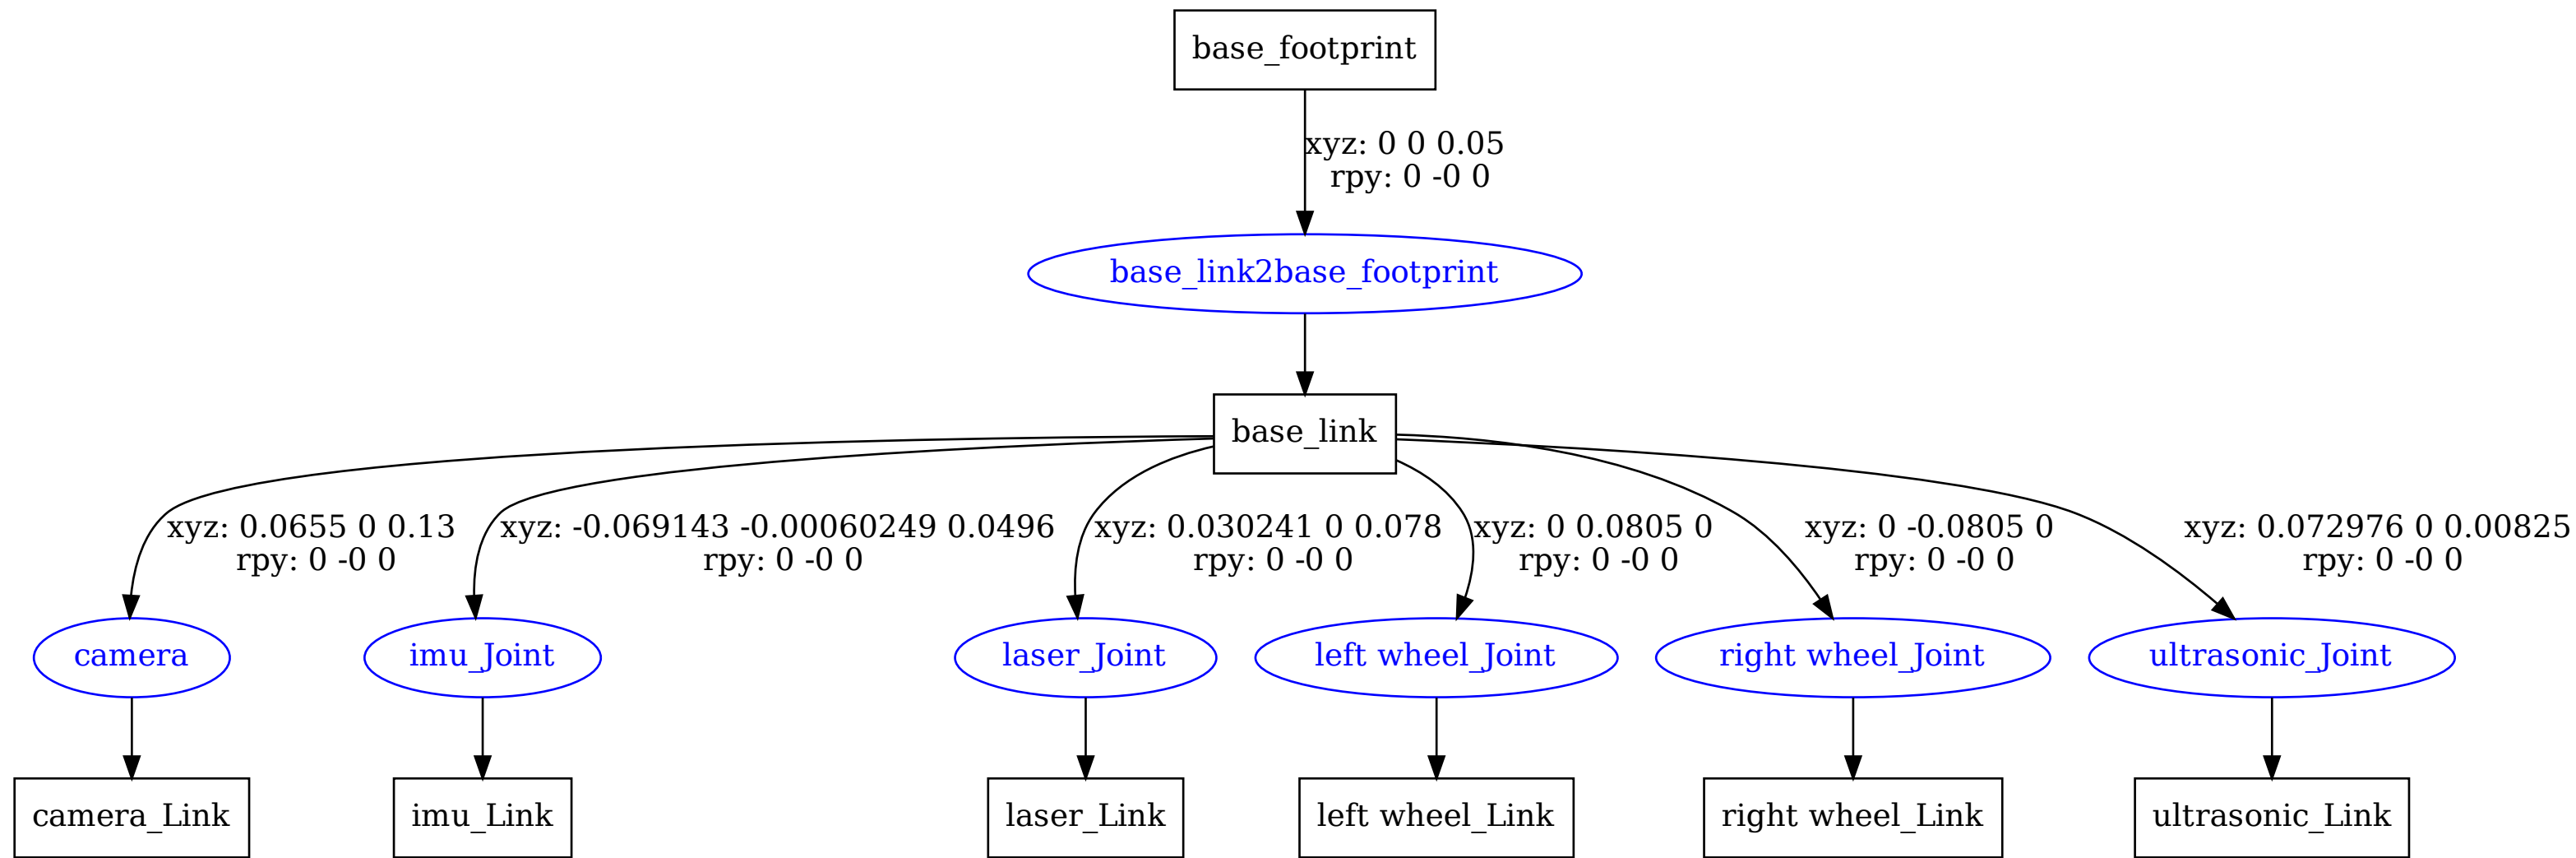 base_footprint
xyz: 0 0 0.05
rpy: 0 -0 0
base_link2base_footprint
base_link
xyz: 0.0655 0 0.13
rpy: 0 -0 0
xyz: -0.069143 -0.00060249 0.0496
rpy: 0 -0 0
xyz: 0.030241 0 0.078
rpy: 0 -0 0
xyz: 0 0.0805 0
rpy: 0 -0 0
xyz: 0 -0.0805 0
rpy: 0 -0 0
xyz: 0.072976 0 0.00825
rpy: 0 -0 0
camera
imu_Joint
laser_Joint
left wheel_Joint
right wheel_Joint
ultrasonic_Joint
camera_Link
imu_Link
laser_Link
left wheel_Link
right wheel_Link
ultrasonic_Link